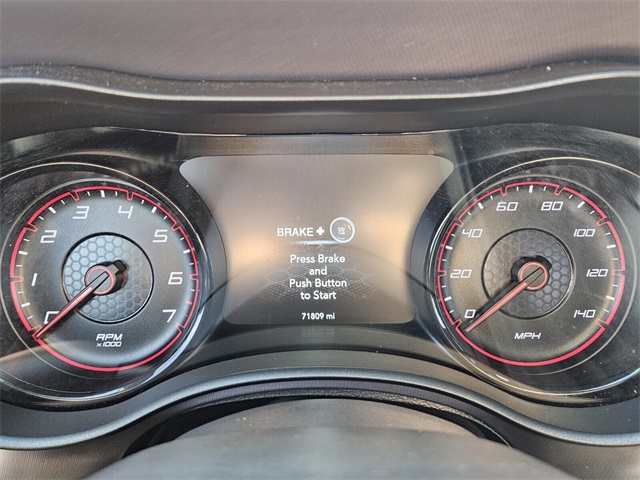 BRAKE +
Press Brake
and
Push Button
to Start
71809 mi
0
1
2
3
4
5
6
7
RPM
x1000
0
20
40
60
80
100
120
140
MPH